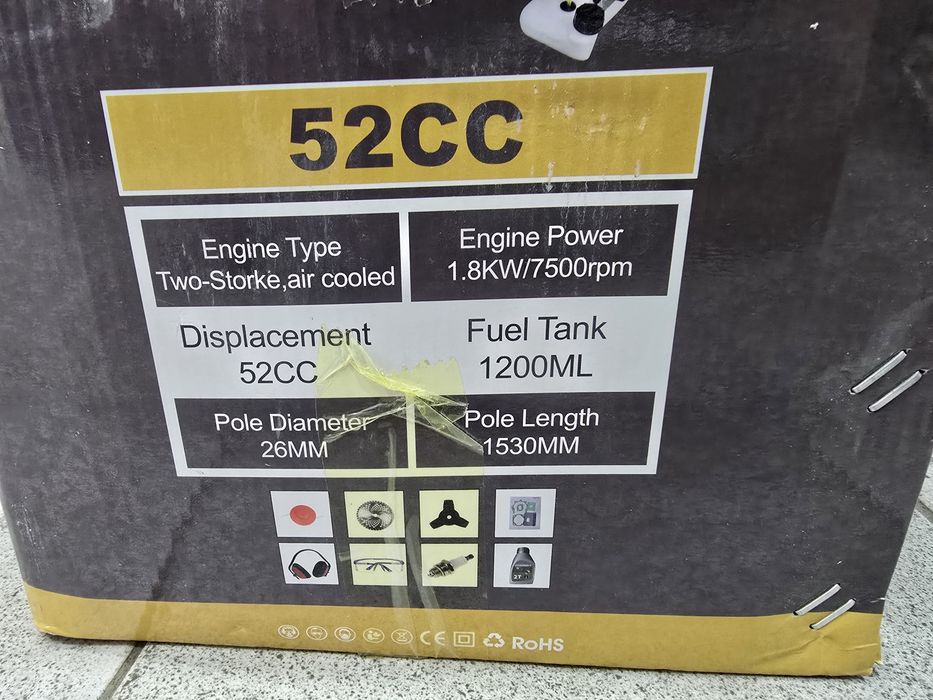 52CC
Engine Type
Two-Storke,air cooled
Engine Power
1.8KW/7500rpm
Displacement
52CC
Fuel Tank
1200ML
Pole Diameter
26MM
Pole Length
1530MM
2T
CE
RoHS